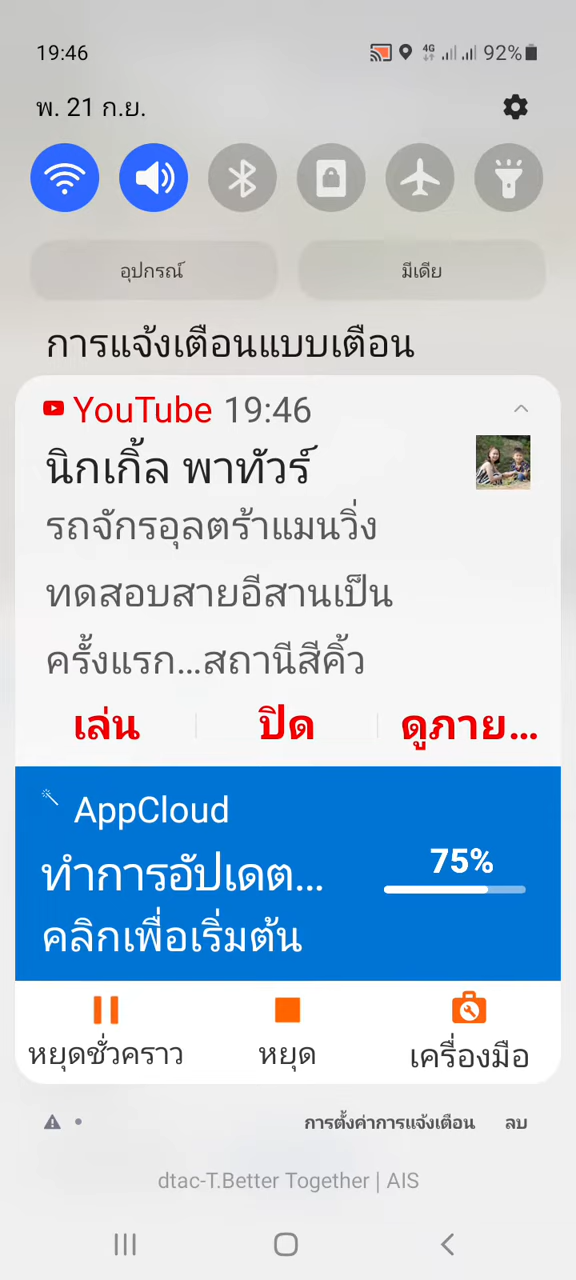 19:46
4G
92%
พ. 21 ก.ย.
อุปกรณ์
มีเดีย
การแจ้งเตือนแบบเตือน
YouTube 19:46
นิกเกิ้ล พาทัวร์
รถจักรอุลตร้าแมนวิ่ง
ทดสอบสายอีสานเป็น
ครั้งแรก...สถานีสีคิ้ว
เล่น
ปิด
ดูภาย...
AppCloud
75%
ทำการอัปเดต...
คลิกเพื่อเริ่มต้น
หยุดชั่วคราว
หยุด
เครื่องมือ
การตั้งค่าการแจ้งเตือน
ลบ
dtac-T.Better Together | AIS